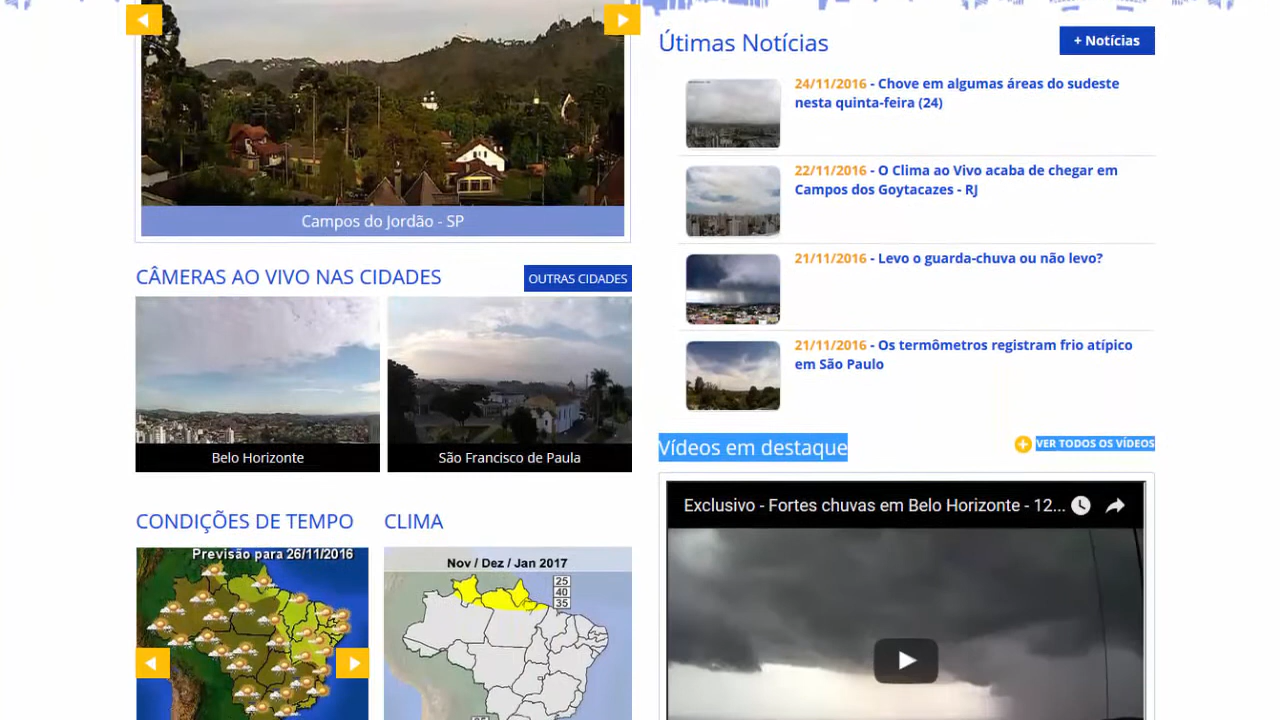 Campos do Jordão - SP
CÂMERAS AO VIVO NAS CIDADES
OUTRAS CIDADES
Belo Horizonte
São Francisco de Paula
CONDIÇÕES DE TEMPO
Previsão para 26/11/2016
CLIMA
Nov / Dez / Jan 2017
25
40
35
Útimas Notícias
+ Notícias
24/11/2016 - Chove em algumas áreas do sudeste
nesta quinta-feira (24)
22/11/2016 - O Clima ao Vivo acaba de chegar em
Campos dos Goytacazes - RJ
21/11/2016 - Levo o guarda-chuva ou não levo?
21/11/2016 - Os termômetros registram frio atípico
em São Paulo
Vídeos em destaque
VER TODOS OS VÍDEOS
Exclusivo - Fortes chuvas em Belo Horizonte - 12...